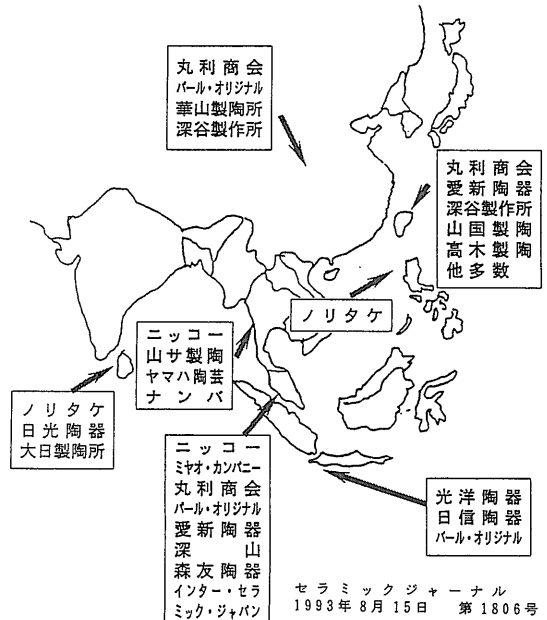 丸利商会
パール・オリジナル
華山製陶所
深谷製作所
丸利商会
愛新陶器
深谷製作所
山国製陶
高木製陶
他多数
ノリタケ
ニッコー
山サ製陶
ヤマハ陶芸
ナンバ
ノリタケ
日光陶器
大日製陶所
ニッコー
ミヤオ・カンパニー
丸利商会
パール・オリジナル
愛新陶器
深山
森友陶器
インター・セラ
ミック・ジャパン
光洋陶器
日信陶器
パール・オリジナル
セラミックジャーナル
1993年8月15日 第1806号